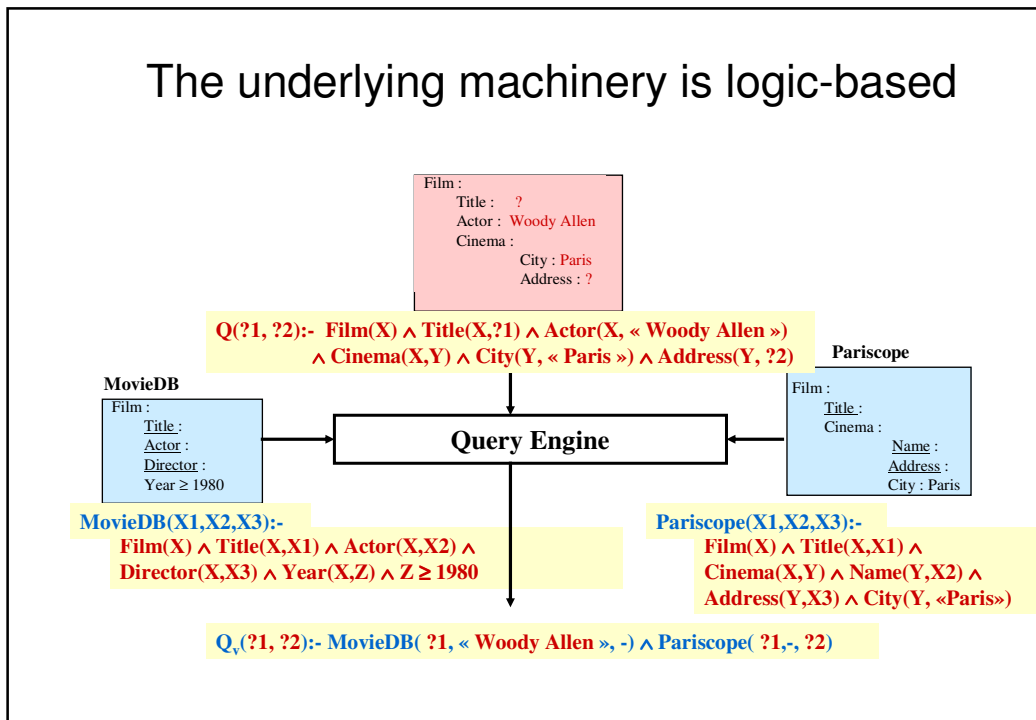 The underlying machinery is logic-based
Film :
Title : ?
Actor : Woody Allen
Cinema :
City : Paris
Address : ?
Q(?1, ?2):- Film(X) ∧ Title(X,?1) ∧ Actor(X, « Woody Allen »)
∧ Cinema(X,Y) ∧ City(Y, « Paris ») ∧ Address(Y, ?2)
MovieDB
Film :
Title :
Actor :
Director :
Year ≥ 1980
Query Engine
Pariscope
Film :
Title :
Cinema :
Name :
Address :
City : Paris
MovieDB(X1,X2,X3):-
Film(X) ∧ Title(X,X1) ∧ Actor(X,X2) ∧
Director(X,X3) ∧ Year(X,Z) ∧ Z ≥ 1980
Pariscope(X1,X2,X3):-
Film(X) ∧ Title(X,X1) ∧
Cinema(X,Y) ∧ Name(Y,X2) ∧
Address(Y,X3) ∧ City(Y, «Paris»)
Qv(?1, ?2):- MovieDB( ?1, « Woody Allen », -) ∧ Pariscope( ?1,-, ?2)